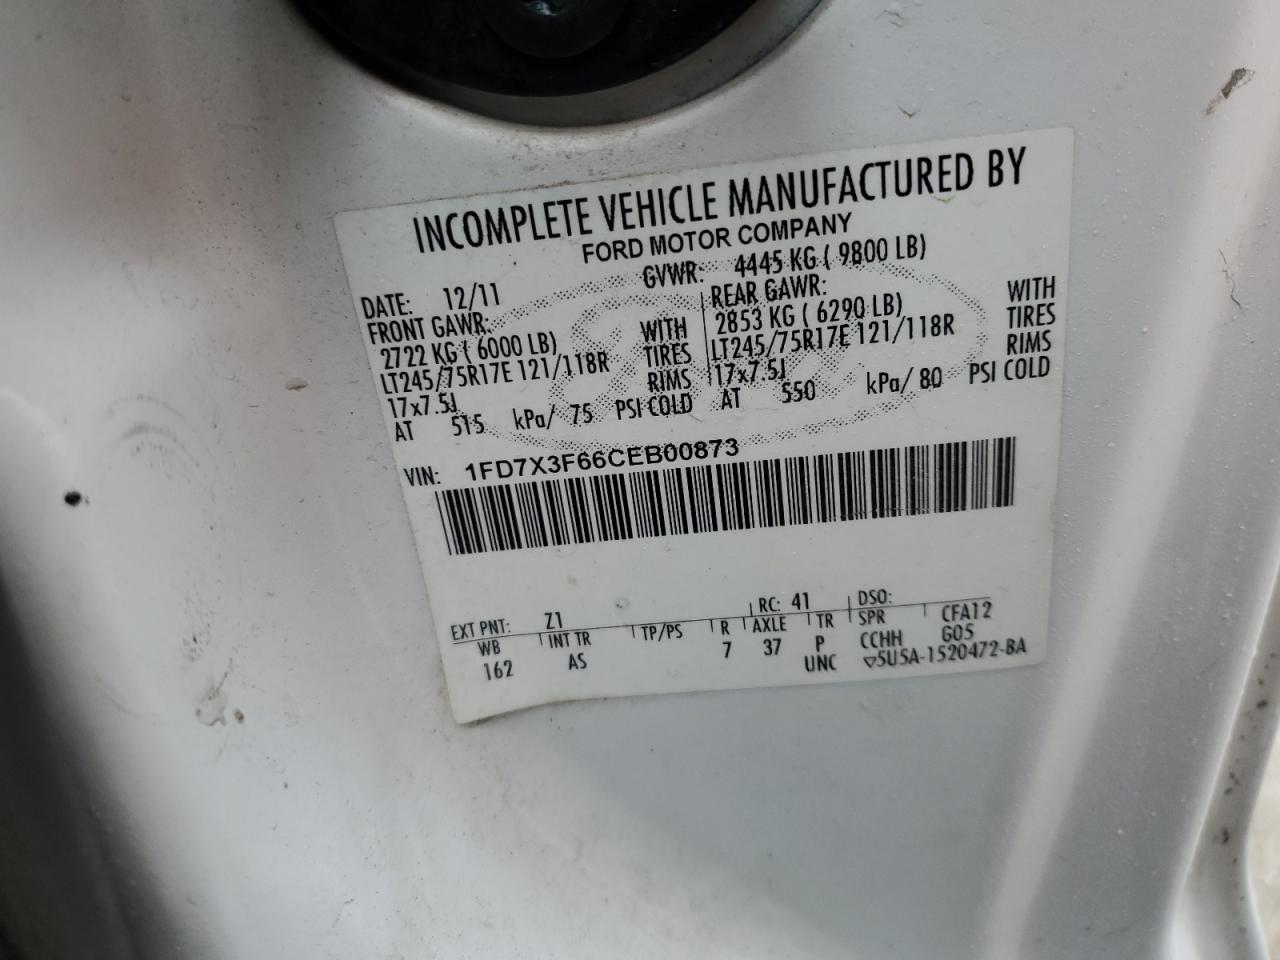 INCOMPLETE VEHICLE MANUFACTURED BY
FORD MOTOR COMPANY
DATE: 12/11 GVWR: 4445 KG ( 9800 LB)
FRONT GAWR: REAR GAWR:
2722 KG ( 6000 LB) WITH 2853 KG ( 6290 LB) WITH
LT245/75R17E 121/118R TIRES LT245/75R17E 121/118R TIRES
17x7.5J RIMS 17x7.5J RIMS
AT 515 kPa/ 75 PSI COLD AT 550 kPa/ 80 PSI COLD
VIN: 1FD7X3F66CEB00873
EXT PNT: Z1 RC: 41 DSO:
WB INT TR TP/PS R AXLE TR SPR CFA12
162 AS 7 37 P CCHH G05
UNC ▽5U5A-1520472-BA